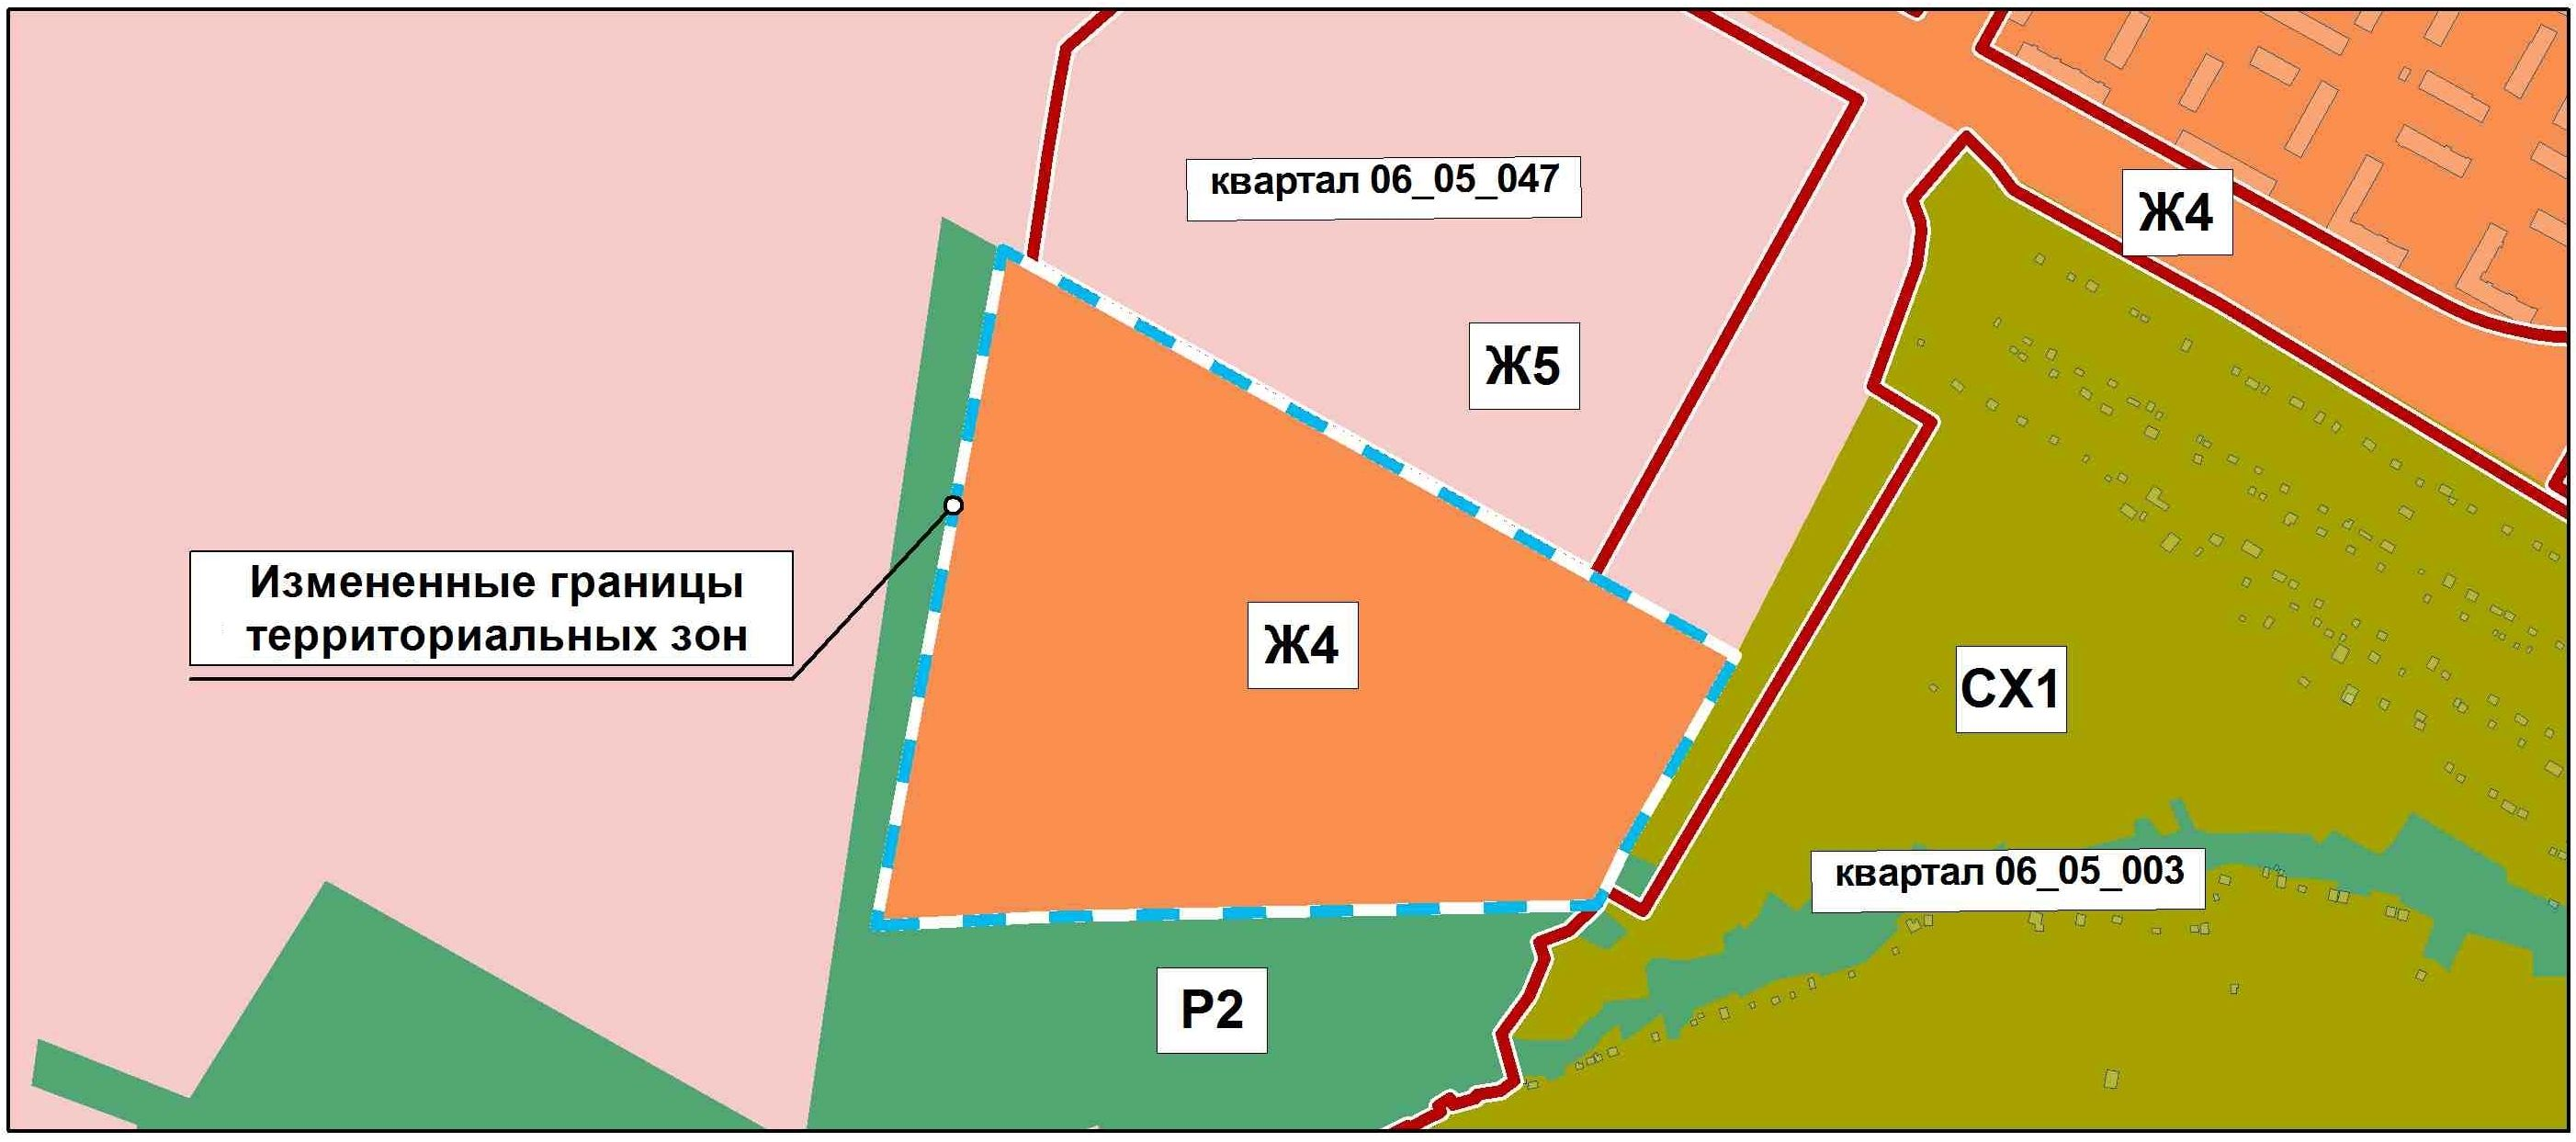 квартал 06_05_047
Ж4
Ж5
Измененные границы
территориальных зон
Ж4
СХ1
квартал 06_05_003
Р2